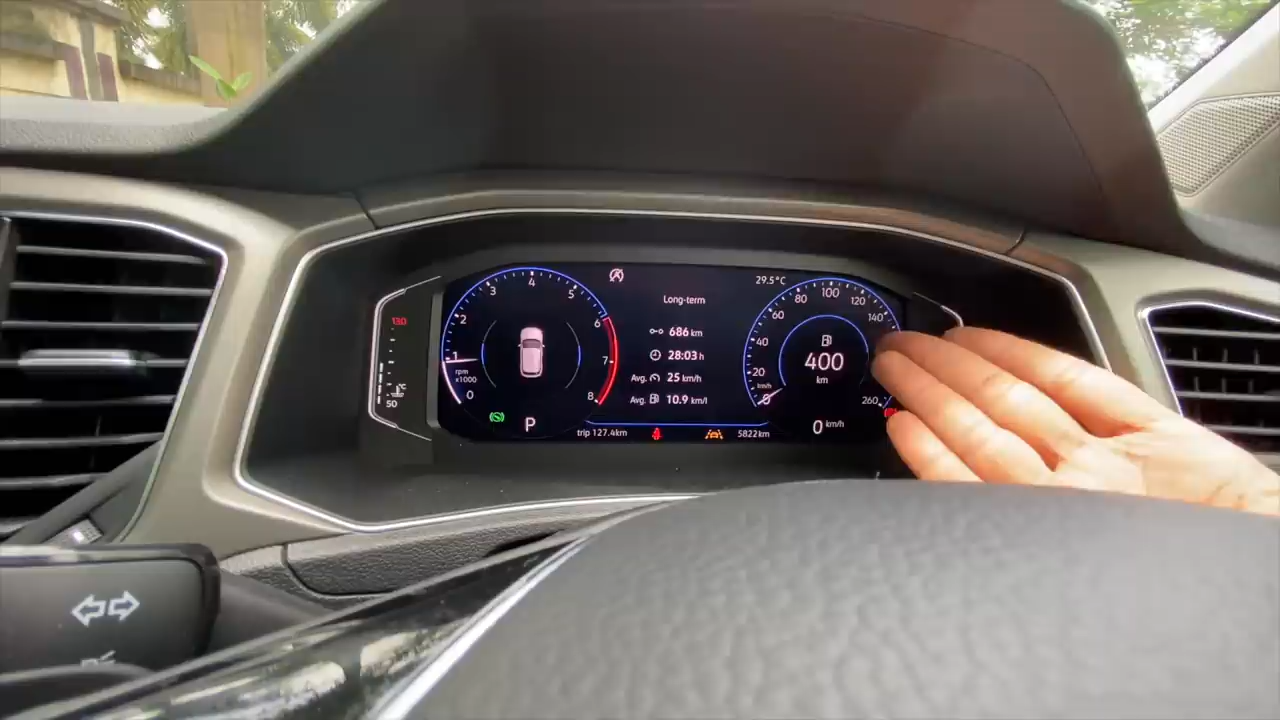 130
50
°C
0
1
2
3
4
5
6
7
8
rpm
x1000
P
Long-term
686 km
28:03 h
Avg. 25 km/h
Avg. 10.9 km/l
trip 127.4km
5822km
29.5°C
0
20
40
60
80
100
120
140
260
km/h
400
km
0 km/h